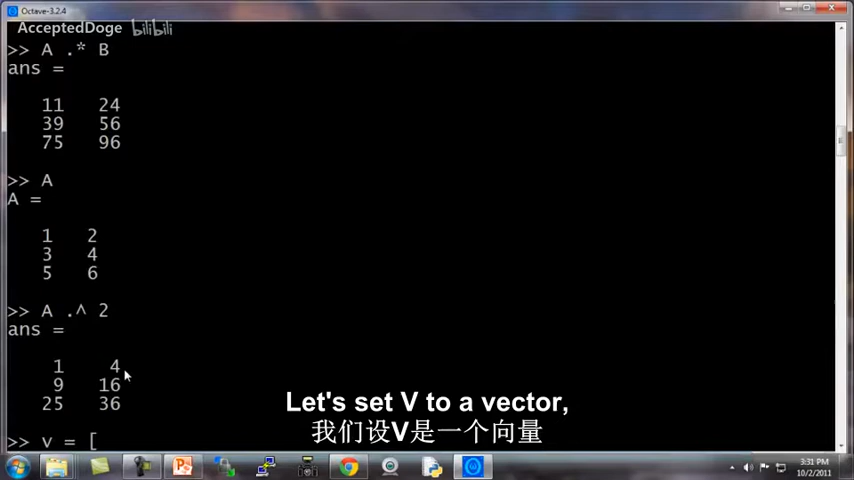 Octave-3.2.4
AcceptedDoge bilibili
>> A .* B
ans =
11 24
39 56
75 96
>> A
A =
1 2
3 4
5 6
>> A .^ 2
ans =
1 4
9 16
25 36
Let's set V to a vector,
我们设V是一个向量
>> v = [
3:31 PM
10/2/2011